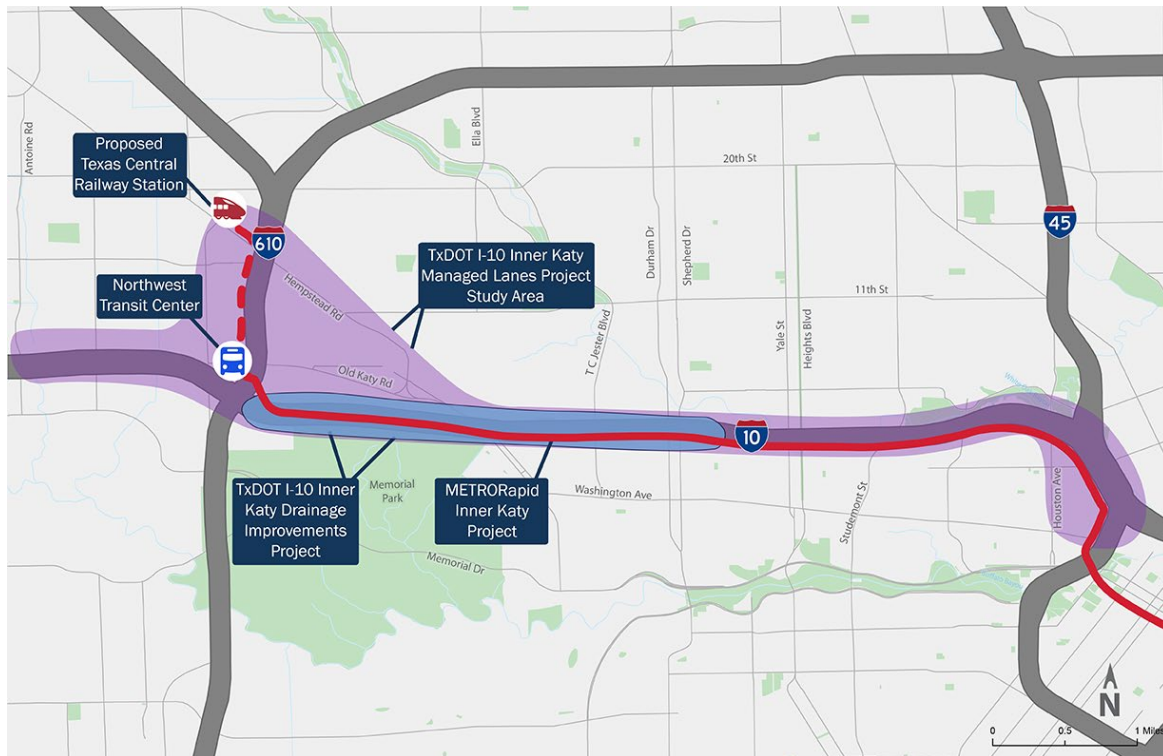 Proposed
Texas Central
Railway Station
Northwest
Transit Center
TxDOT I-10 Inner Katy
Managed Lanes Project
Study Area
TxDOT I-10 Inner
Katy Drainage
Improvements
Project
METRORapid
Inner Katy
Project
610
45
10
Antoine Rd
Ella Blvd
20th St
Durham Dr
Shepherd Dr
11th St
Hempstead Rd
T C Jester Blvd
Yale St
Heights Blvd
Old Katy Rd
Memorial
Park
Washington Ave
Studemont St
Houston Ave
Memorial Dr
N
0
0.5
1 Miles